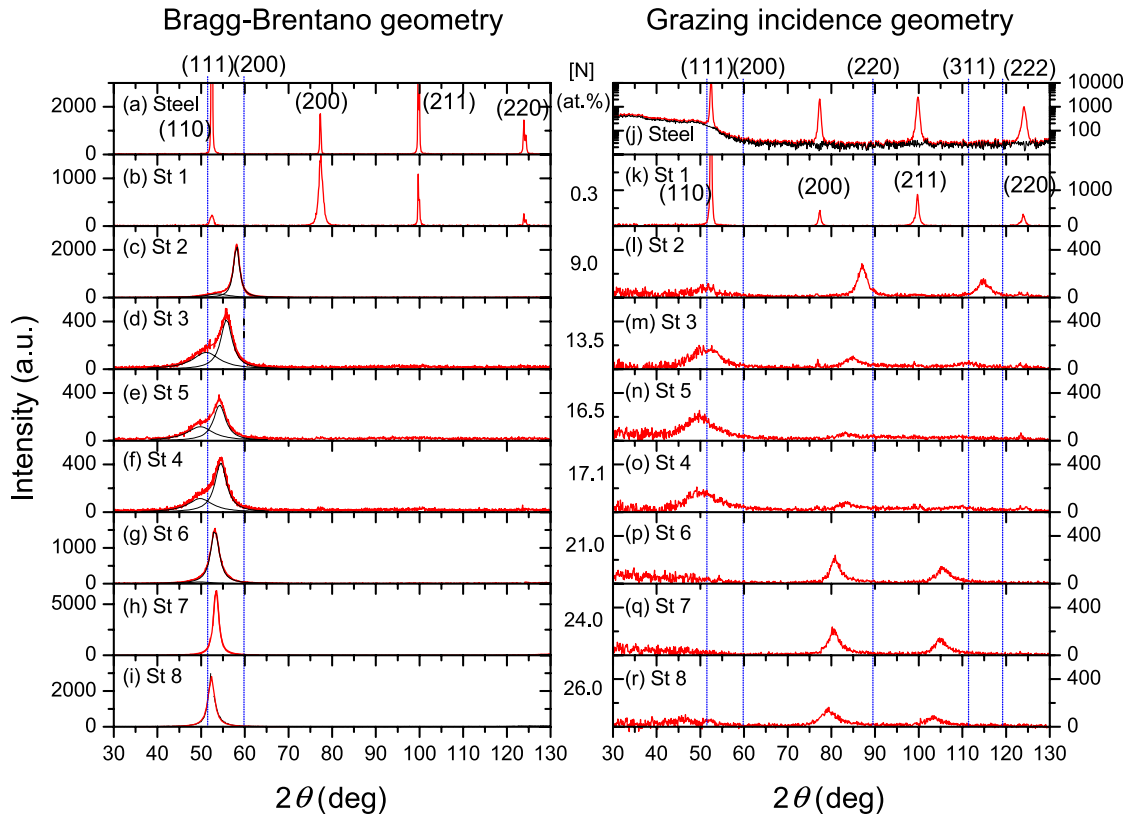 Bragg-Brentano geometry
Grazing incidence geometry
(111) (200)
[N]
(at.%)
(111) (200) (220) (311) (222)
Intensity (a.u.)
2000
0
(a) Steel
(110)
(200)
(211)
(220)
1000
0
(b) St 1
2000
0
(c) St 2
400
0
(d) St 3
400
0
(e) St 5
400
0
(f) St 4
1500
0
(g) St 6
5000
0
(h) St 7
2000
0
(i) St 8
30 40 50 60 70 80 90 100 110 120 130
2θ (deg)
0.3
9.0
13.5
16.5
17.1
21.0
24.0
26.0
(j) Steel
10000
1000
100
(k) St 1
(110)
(200)
(211)
(220)
1000
0
(l) St 2
400
0
(m) St 3
400
0
(n) St 5
400
0
(o) St 4
400
0
(p) St 6
400
0
(q) St 7
400
0
(r) St 8
400
0
30 40 50 60 70 80 90 100 110 120 130
2θ (deg)